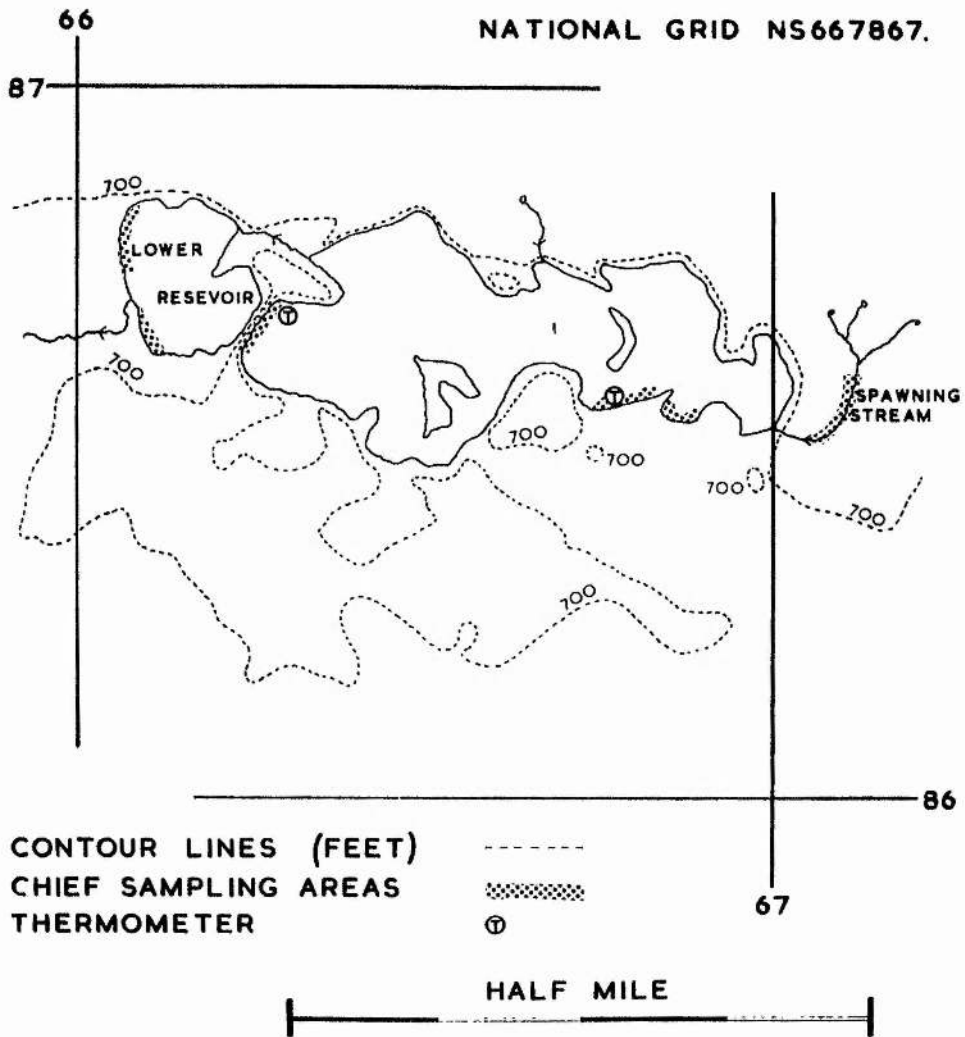 66
NATIONAL GRID NS667867.
87
700
LOWER
RESEVOIR
T
700
T
SPAWNING
STREAM
700
700
700
700
700
86
CONTOUR LINES (FEET)
CHIEF SAMPLING AREAS
67
THERMOMETER T
HALF MILE